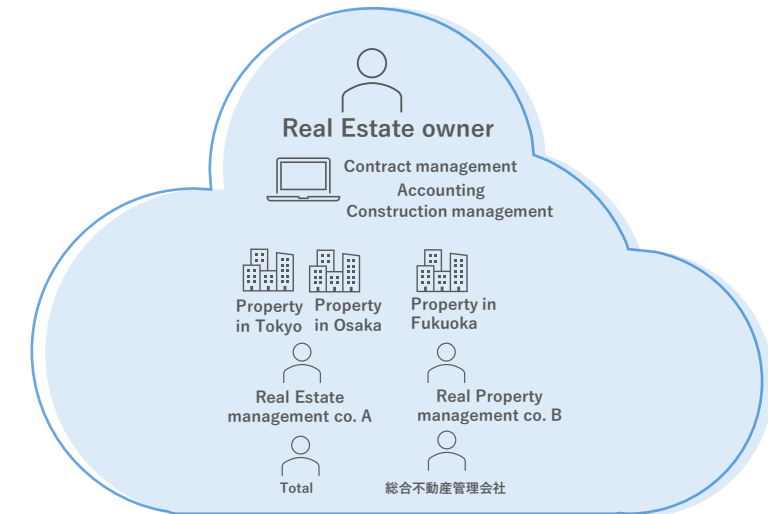 Real Estate owner
Contract management
Accounting
Construction management
Property
in Tokyo
Property
in Osaka
Property in
Fukuoka
Real Estate
management co. A
Real Property
management co. B
Total
総合不動産管理会社